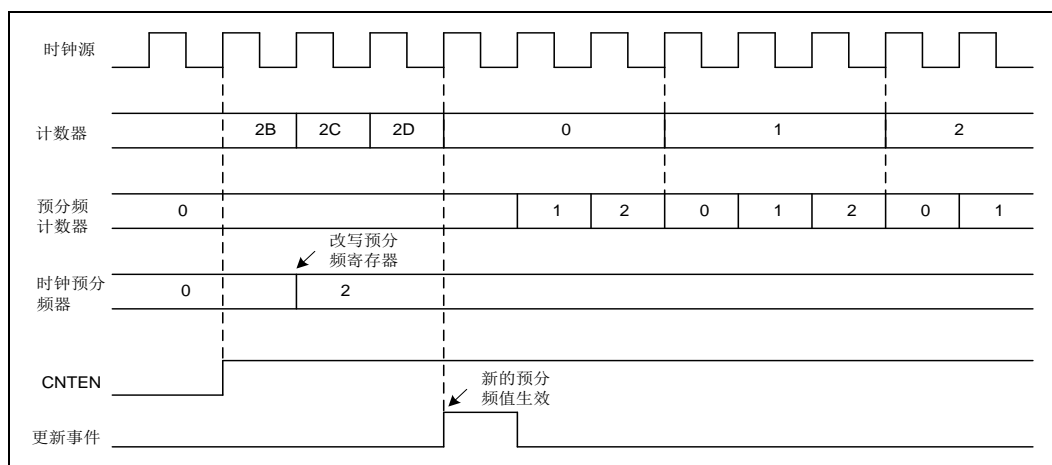 时钟源
计数器
2B 2C 2D 0 1 2
预分频
计数器
0 1 2 0 1 2 0 1
改写预分
频寄存器
时钟预分
频器
0 2
CNTEN
新的预分
频值生效
更新事件